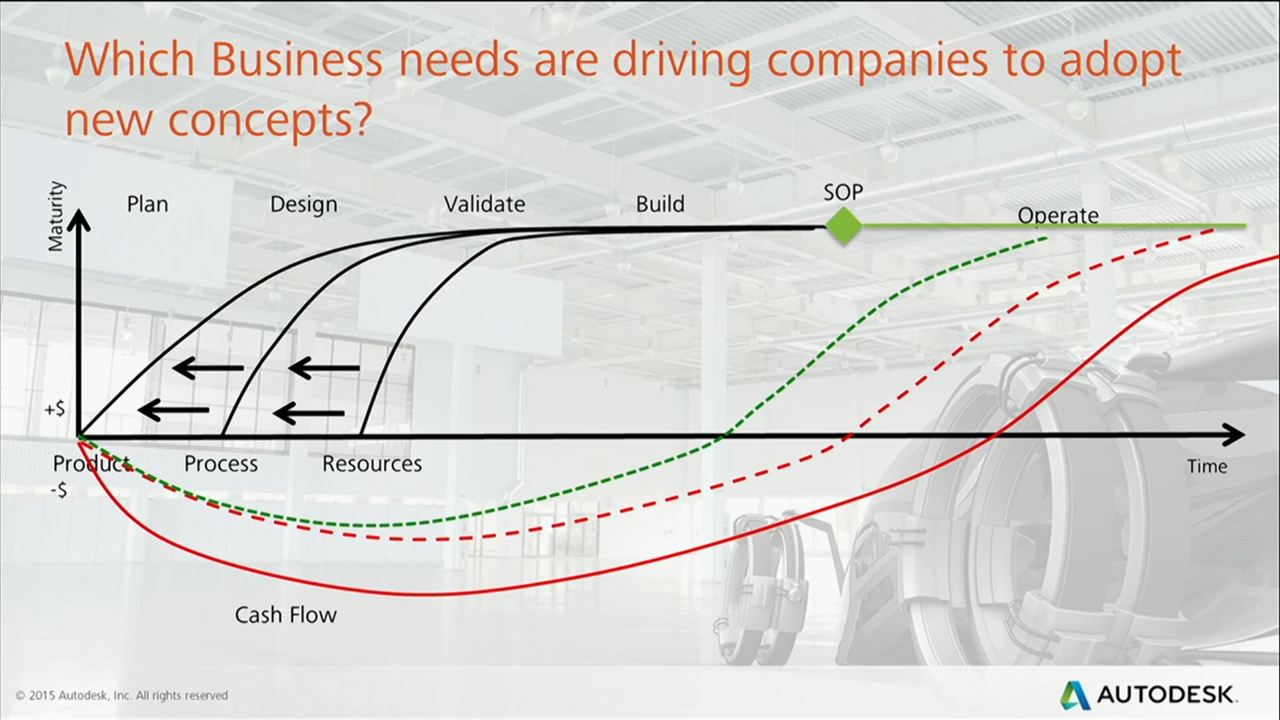 Which Business needs are driving companies to adopt
new concepts?
Maturity
Plan
Design
Validate
Build
SOP
Operate
+$
Product
Process
Resources
Time
-$
Cash Flow
© 2015 Autodesk, Inc. All rights reserved
AUTODESK.